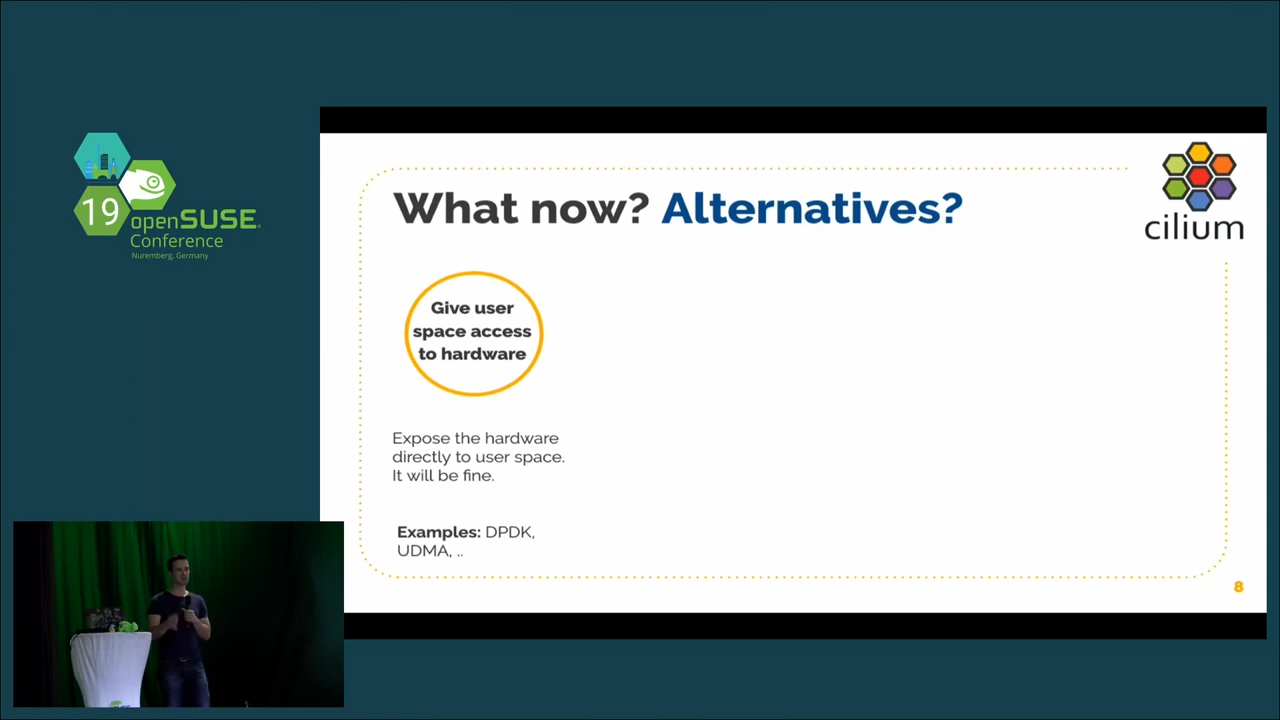 19
openSUSE
Conference
Nuremberg, Germany
What now? Alternatives?
cilium
Give user
space access
to hardware
Expose the hardware
directly to user space.
It will be fine.
Examples: DPDK,
UDMA, ..
8